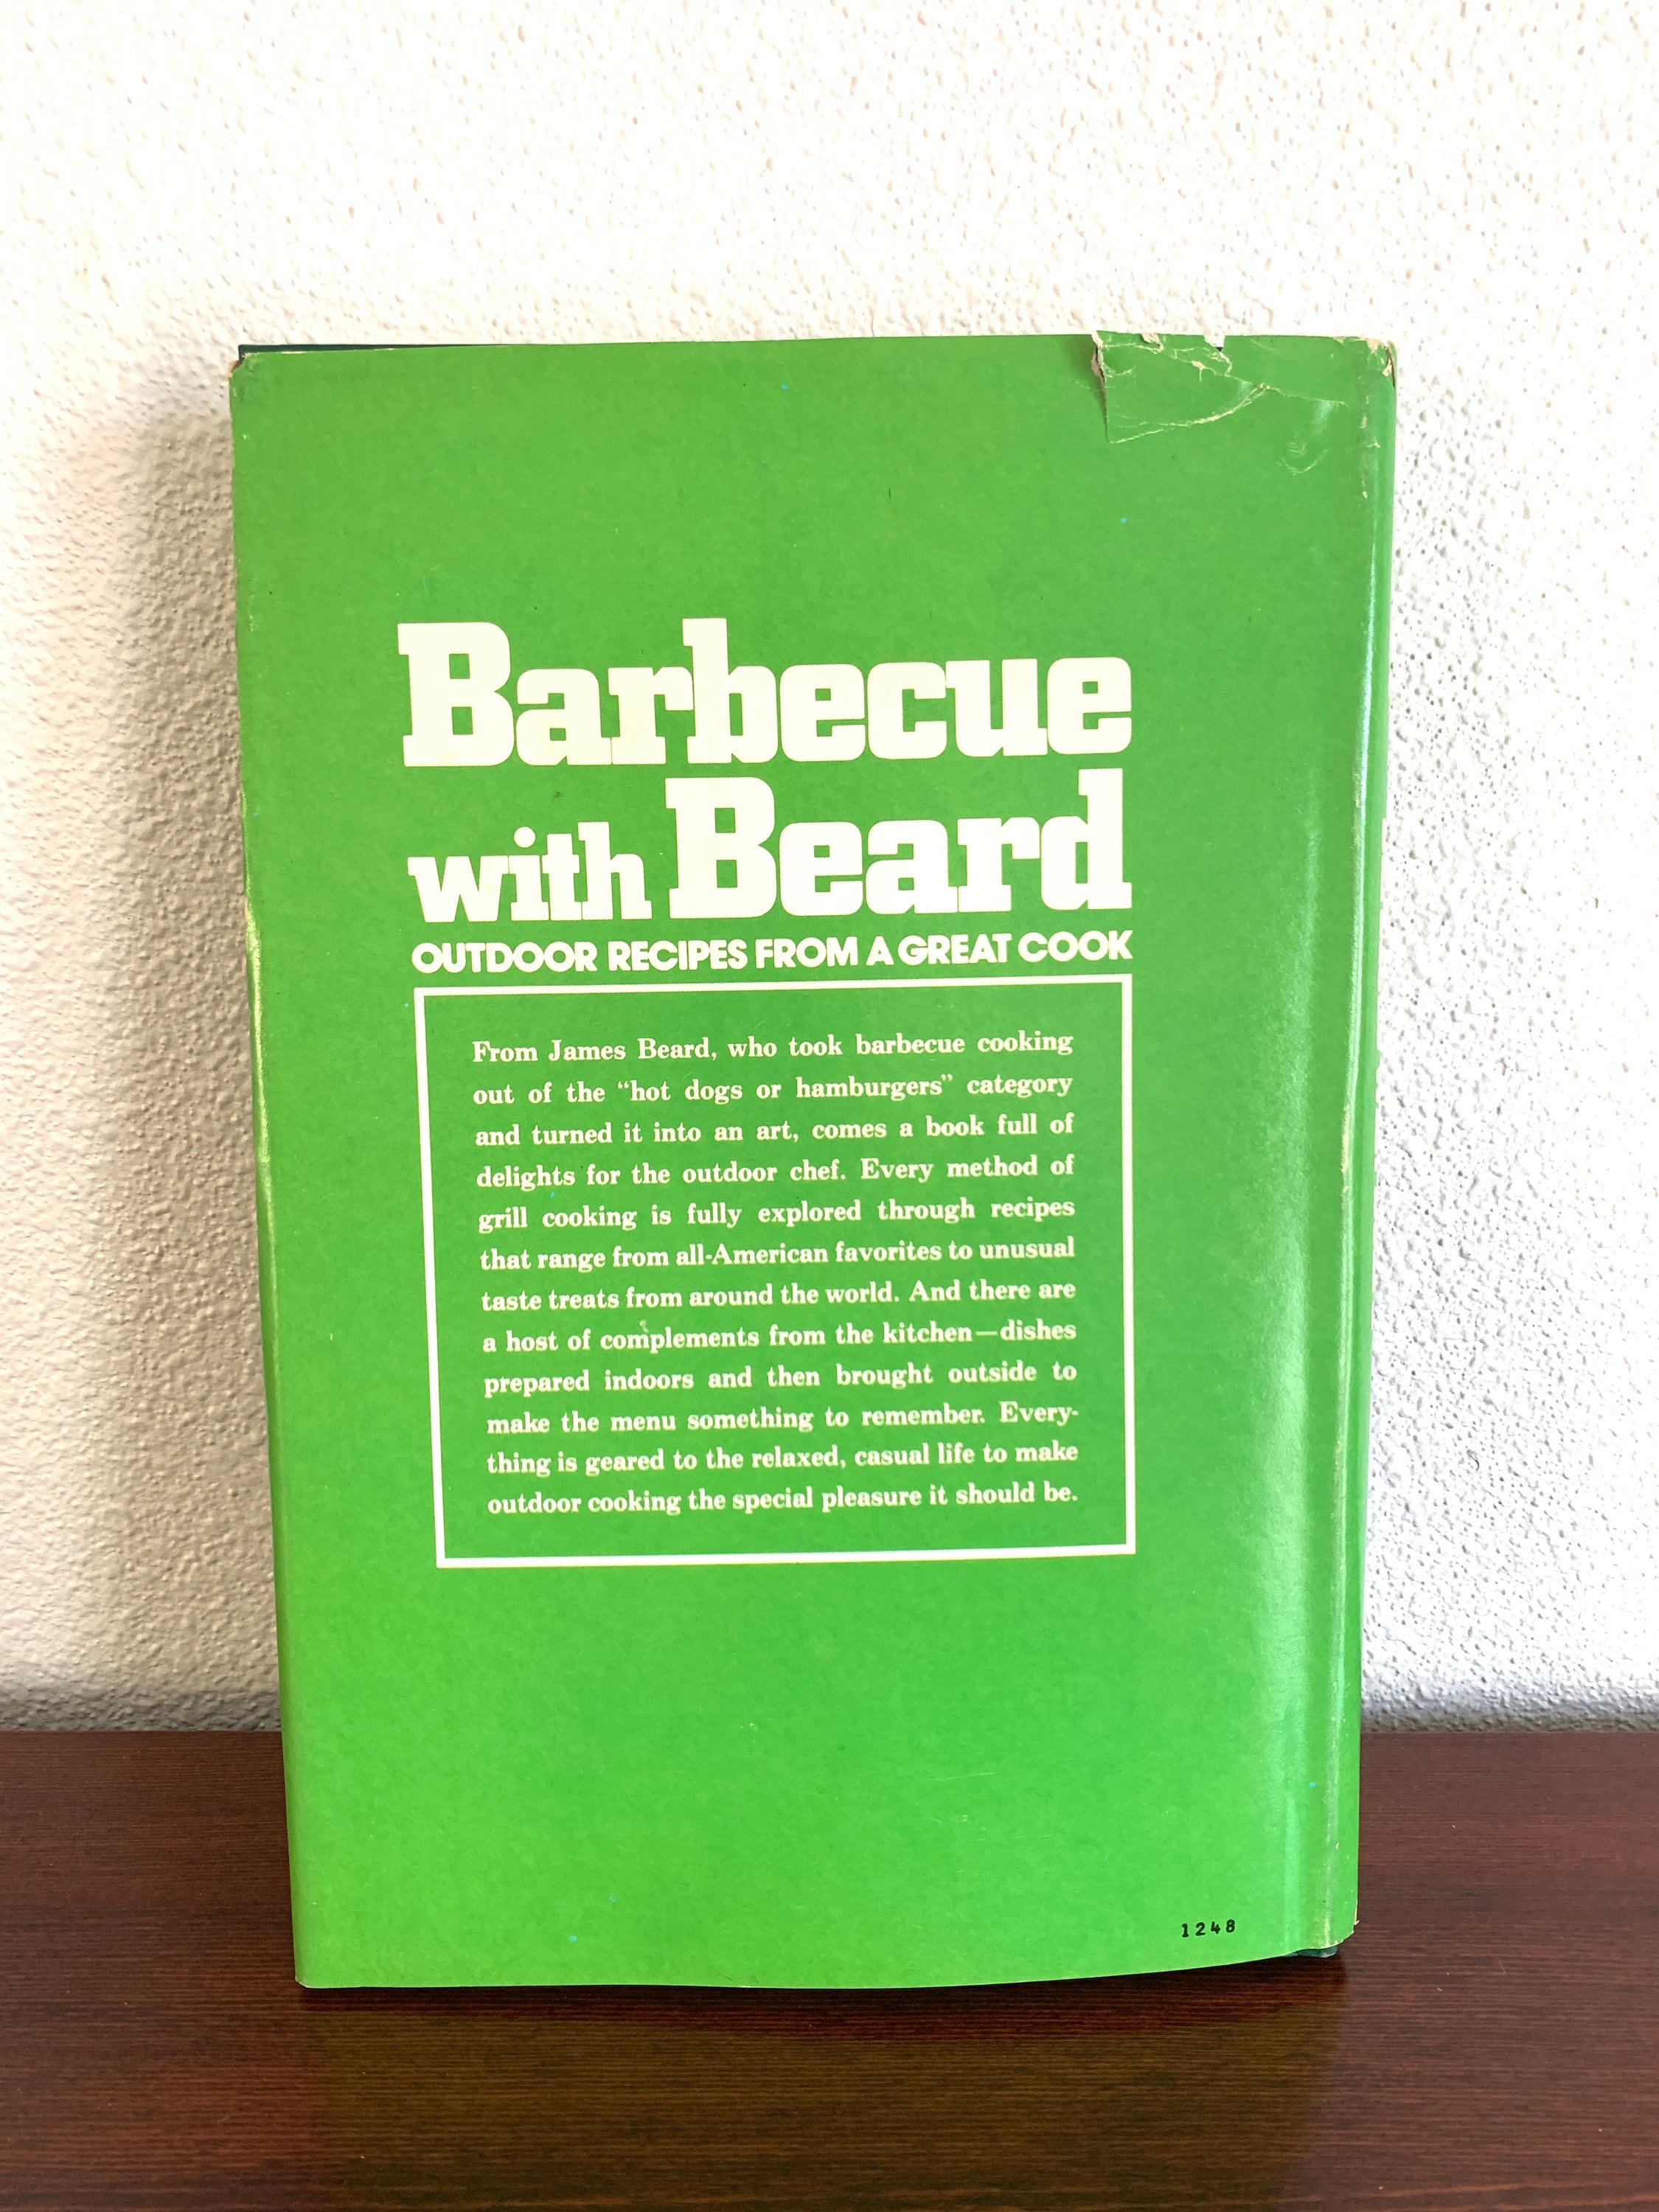 Barbecue
with Beard
OUTDOOR RECIPES FROM A GREAT COOK
From James Beard, who took barbecue cooking
out of the “hot dogs or hamburgers” category
and turned it into an art, comes a book full of
delights for the outdoor chef. Every method of
grill cooking is fully explored through recipes
that range from all-American favorites to unusual
taste treats from around the world. And there are
a host of complements from the kitchen—dishes
prepared indoors and then brought outside to
make the menu something to remember. Every-
thing is geared to the relaxed, casual life to make
outdoor cooking the special pleasure it should be.
1248